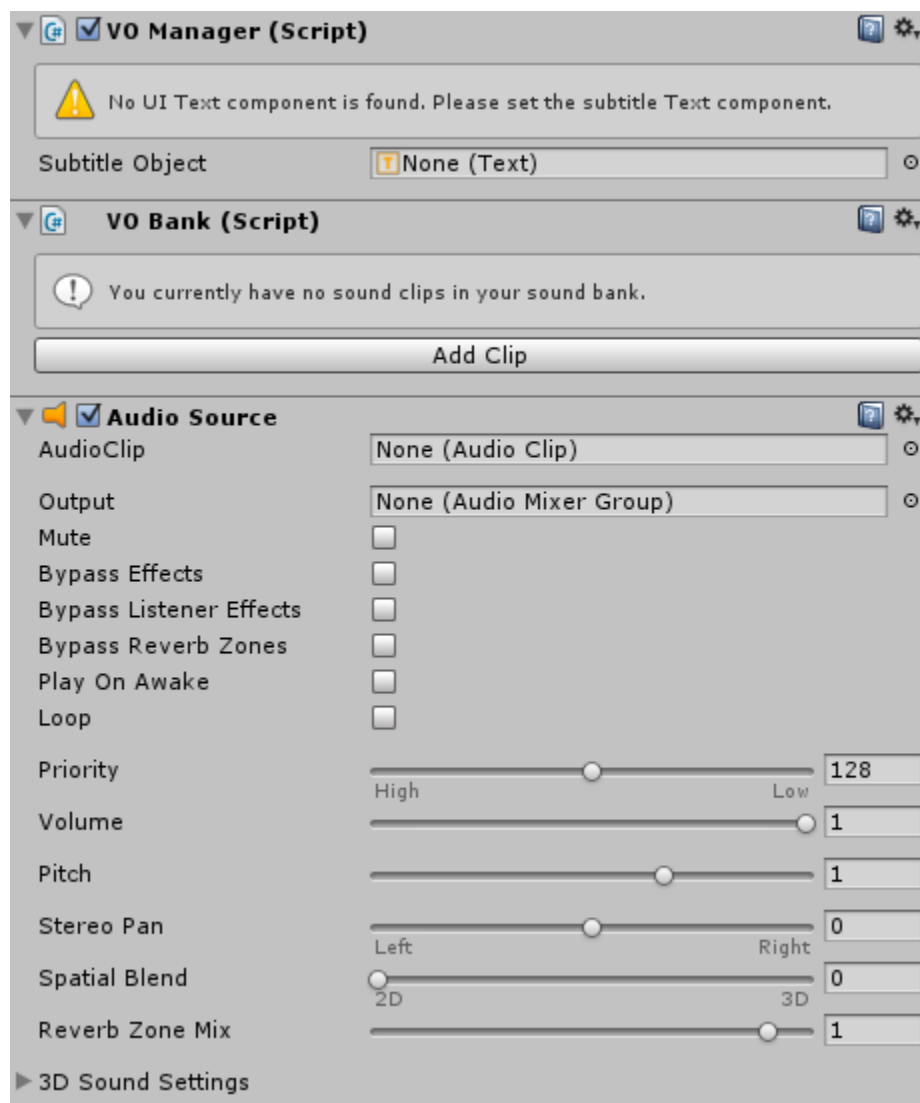 VO Manager (Script)
No UI Text component is found. Please set the subtitle Text component.
Subtitle Object None (Text)
VO Bank (Script)
You currently have no sound clips in your sound bank.
Add Clip
Audio Source
AudioClip None (Audio Clip)
Output None (Audio Mixer Group)
Mute
Bypass Effects
Bypass Listener Effects
Bypass Reverb Zones
Play On Awake
Loop
Priority 128
High Low
Volume 1
Pitch 1
Stereo Pan 0
Left Right
Spatial Blend 0
2D 3D
Reverb Zone Mix 1
3D Sound Settings